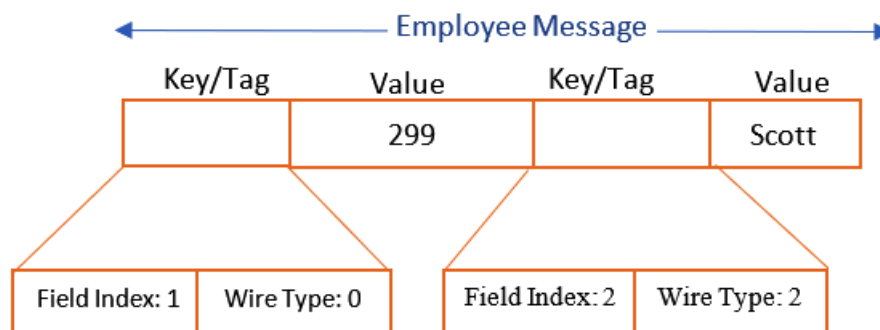 Employee Message
Key/Tag Value Key/Tag Value
299 Scott
Field Index: 1 Wire Type: 0 Field Index: 2 Wire Type: 2